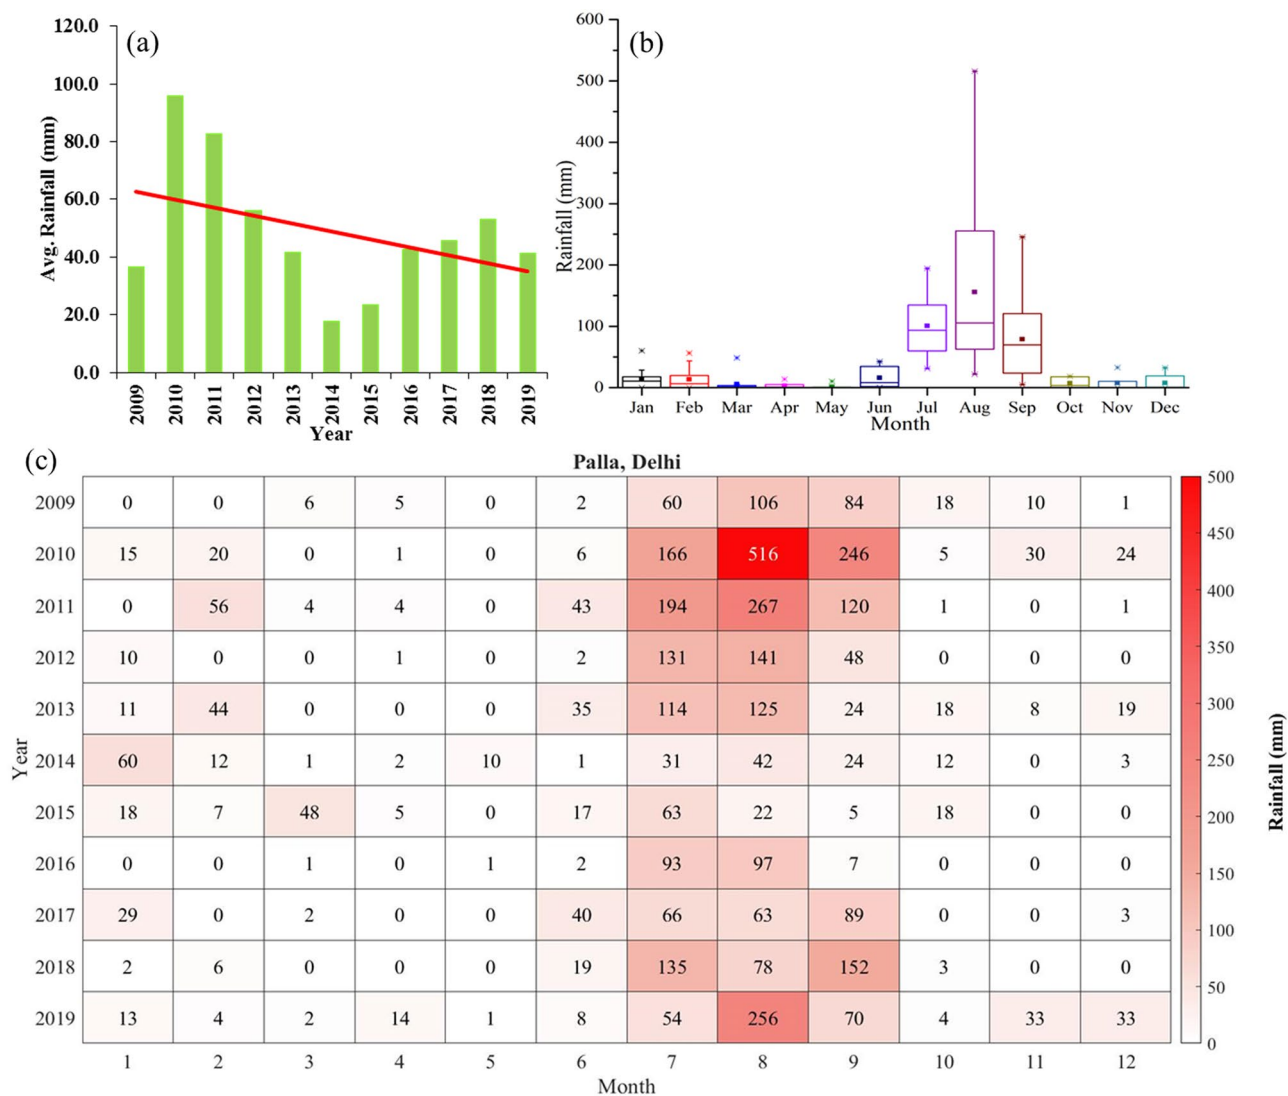 (a)
Avg. Rainfall (mm)
120.0
100.0
80.0
60.0
40.0
20.0
0.0
2009 2010 2011 2012 2013 2014 2015 2016 2017 2018 2019
Year
(b)
Rainfall (mm)
600
500
400
300
200
100
0
Jan Feb Mar Apr May Jun Jul Aug Sep Oct Nov Dec
Month
(c)
Palla, Delhi
Year
2009 0 0 6 5 0 2 60 106 84 18 10 1
2010 15 20 0 1 0 6 166 516 246 5 30 24
2011 0 56 4 4 0 43 194 267 120 1 0 1
2012 10 0 0 1 0 2 131 141 48 0 0 0
2013 11 44 0 0 0 35 114 125 24 18 8 19
2014 60 12 1 2 10 1 31 42 24 12 0 3
2015 18 7 48 5 0 17 63 22 5 18 0 0
2016 0 0 1 0 1 2 93 97 7 0 0 0
2017 29 0 2 0 0 40 66 63 89 0 0 3
2018 2 6 0 0 0 19 135 78 152 3 0 0
2019 13 4 2 14 1 8 54 256 70 4 33 33
1 2 3 4 5 6 7 8 9 10 11 12
Month
500
450
400
350
300
250
200
150
100
50
0
Rainfall (mm)